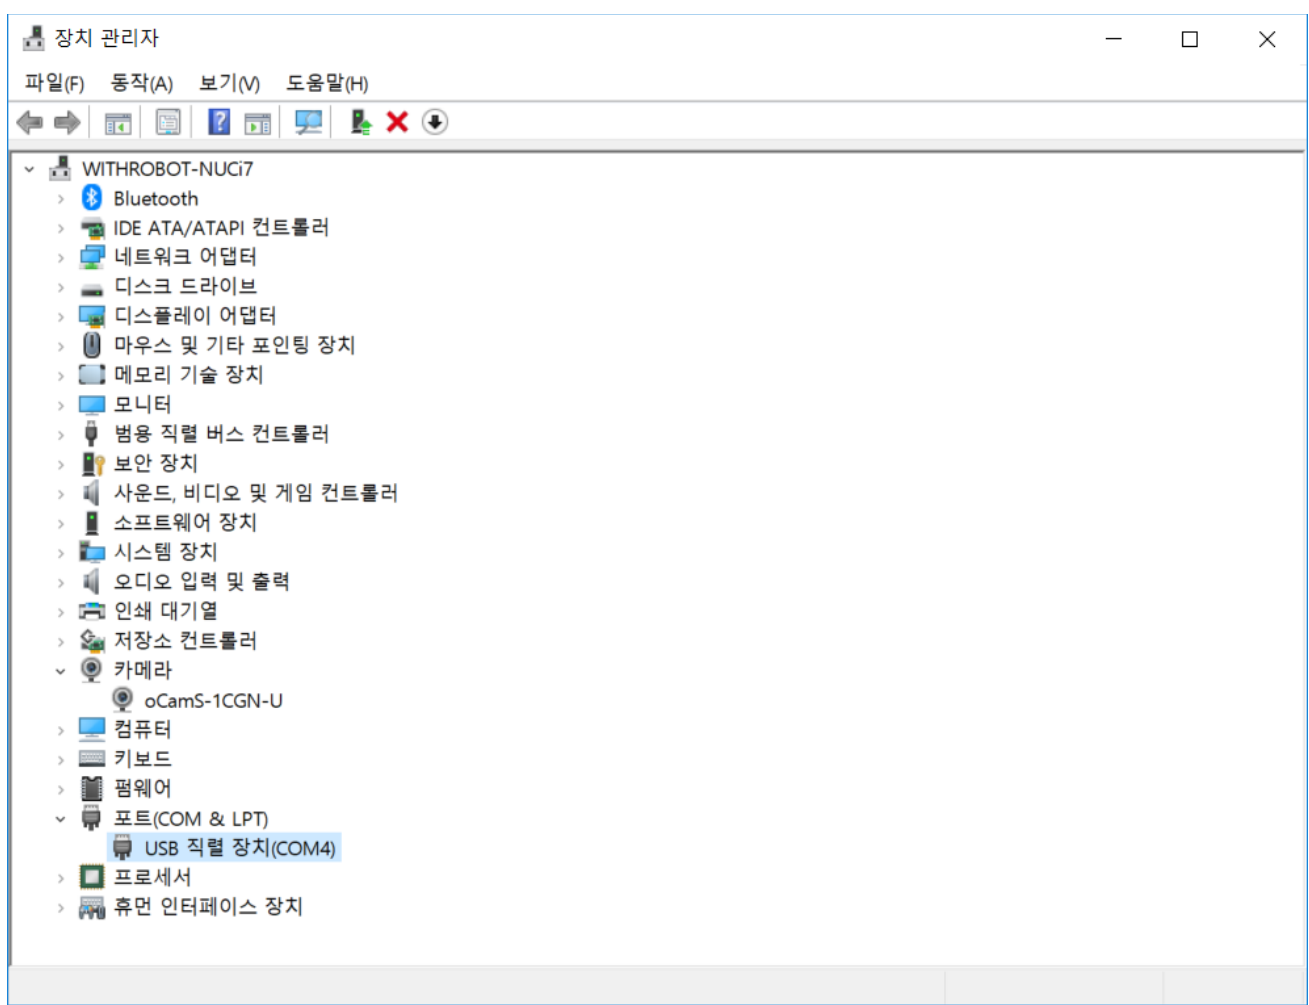 장치 관리자
파일(F) 동작(A) 보기(V) 도움말(H)
WITHROBOT-NUCi7
Bluetooth
IDE ATA/ATAPI 컨트롤러
네트워크 어댑터
디스크 드라이브
디스플레이 어댑터
마우스 및 기타 포인팅 장치
메모리 기술 장치
모니터
범용 직렬 버스 컨트롤러
보안 장치
사운드, 비디오 및 게임 컨트롤러
소프트웨어 장치
시스템 장치
오디오 입력 및 출력
인쇄 대기열
저장소 컨트롤러
카메라
oCamS-1CGN-U
컴퓨터
키보드
펌웨어
포트(COM & LPT)
USB 직렬 장치(COM4)
프로세서
휴먼 인터페이스 장치